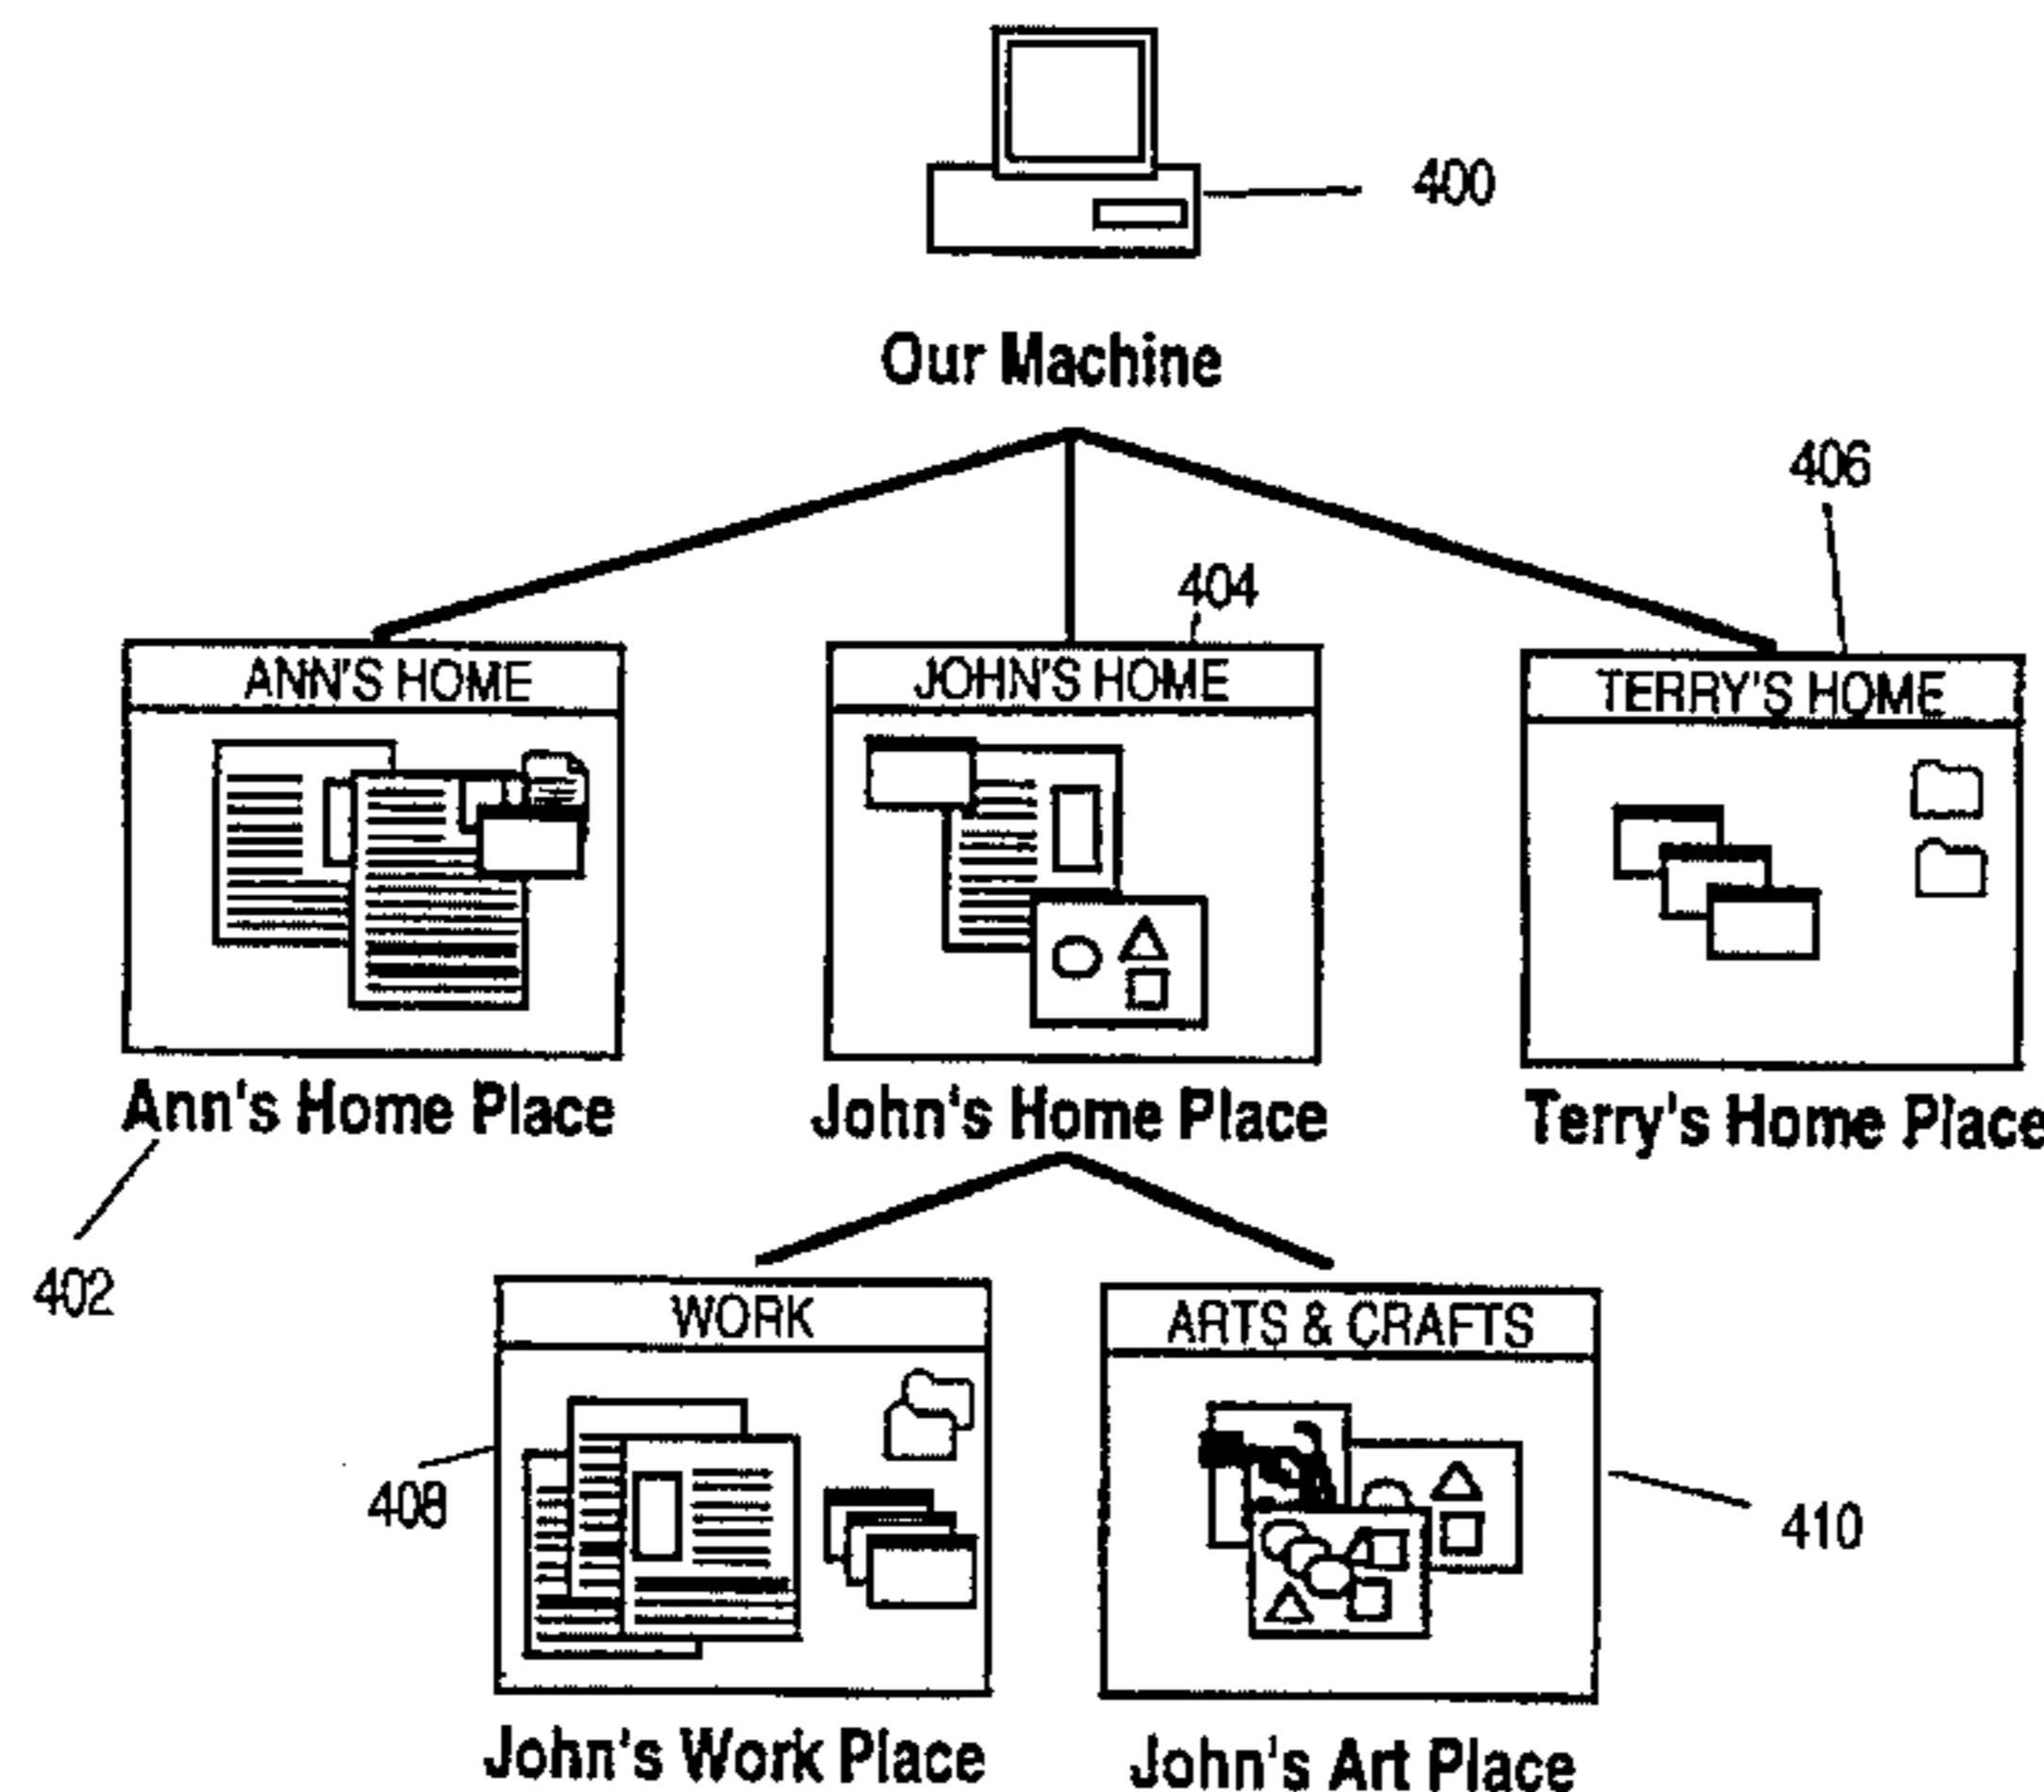 400
Our Machine
406
404
ANN'S HOME
JOHN'S HOME
TERRY'S HOME
Ann's Home Place
John's Home Place
Terry's Home Place
402
WORK
ARTS & CRAFTS
408
410
John's Work Place
John's Art Place